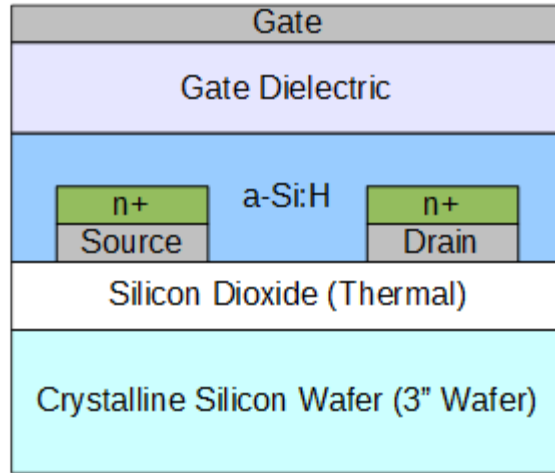 Gate
Gate Dielectric
a-Si:H
n+
n+
Source
Drain
Silicon Dioxide (Thermal)
Crystalline Silicon Wafer (3” Wafer)